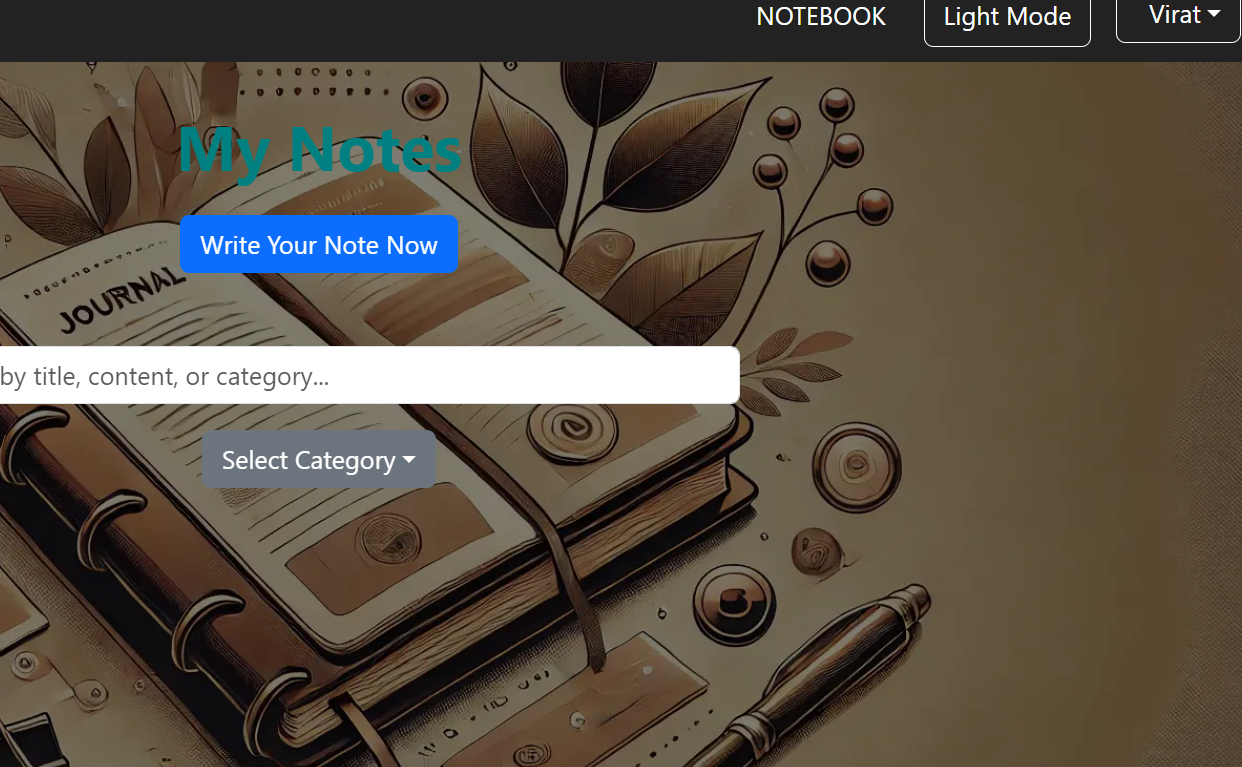 NOTEBOOK Light Mode Virat
My Notes
Write Your Note Now
JOURNAL
by title, content, or category...
Select Category